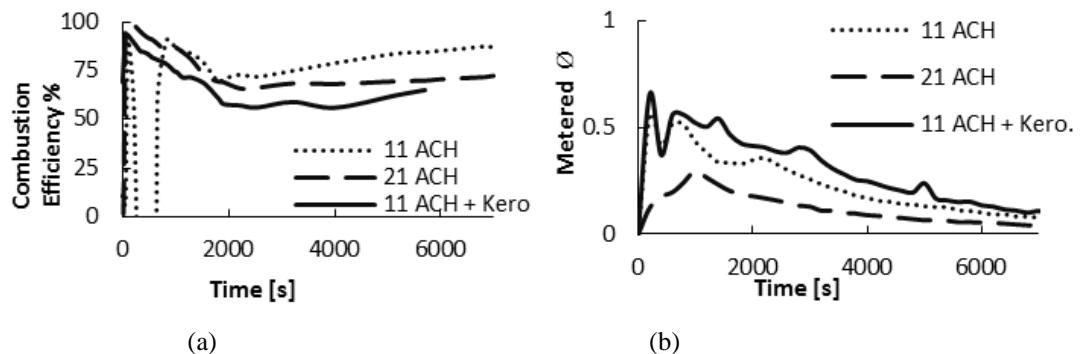 100
75
50
25
0
Combustion
Efficiency %
11 ACH
21 ACH
11 ACH + Kero
0 2000 4000 6000
Time [s]
(a)
1
0.5
0
Metered Ø
11 ACH
21 ACH
11 ACH + Kero.
0 2000 4000 6000
Time [s]
(b)